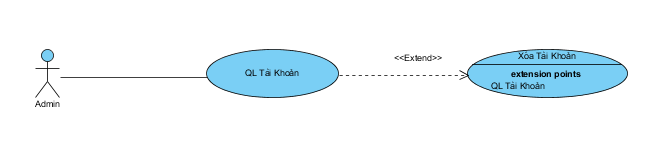 Admin
QL Tài Khoản
<<Extend>>
Xóa Tài Khoản
extension points
QL Tài Khoản